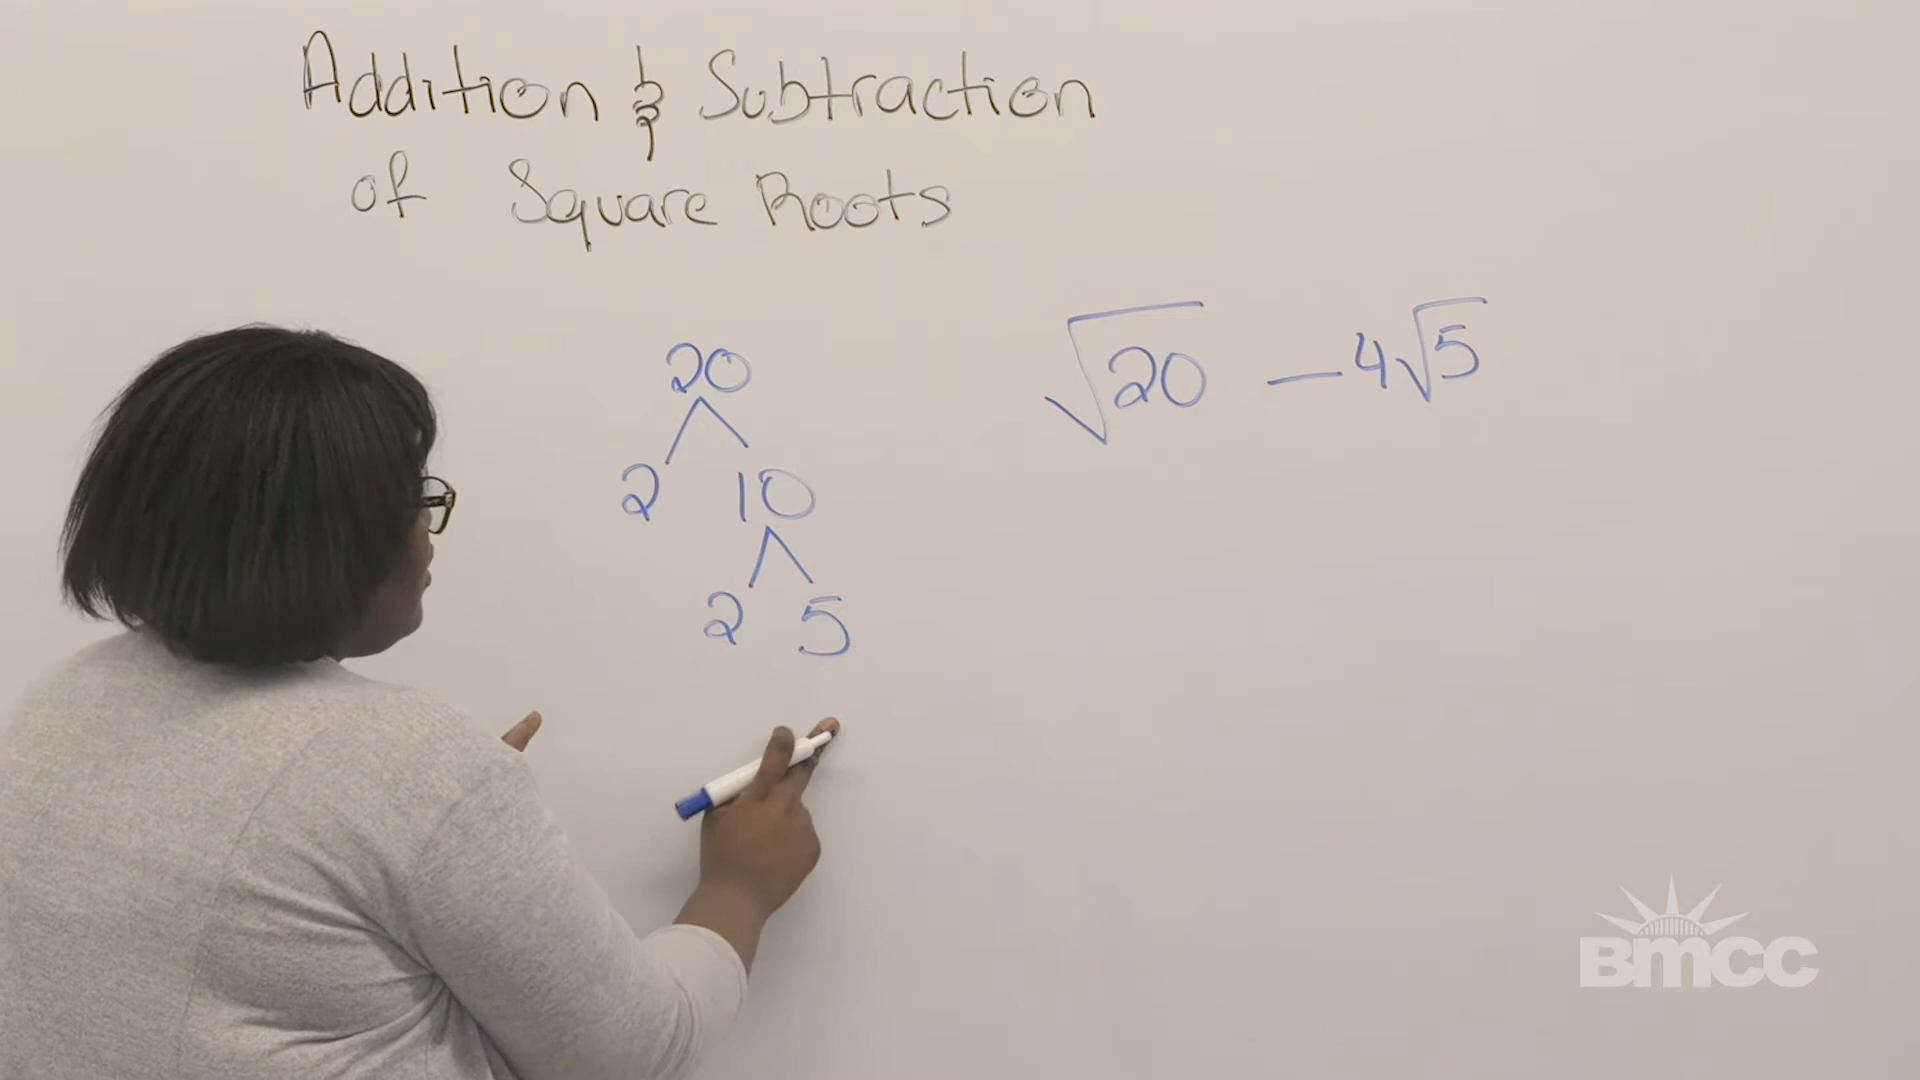 Addition & Subtraction
of Square Roots
20
2 10
2 5
√20 - 4√5
BMCC